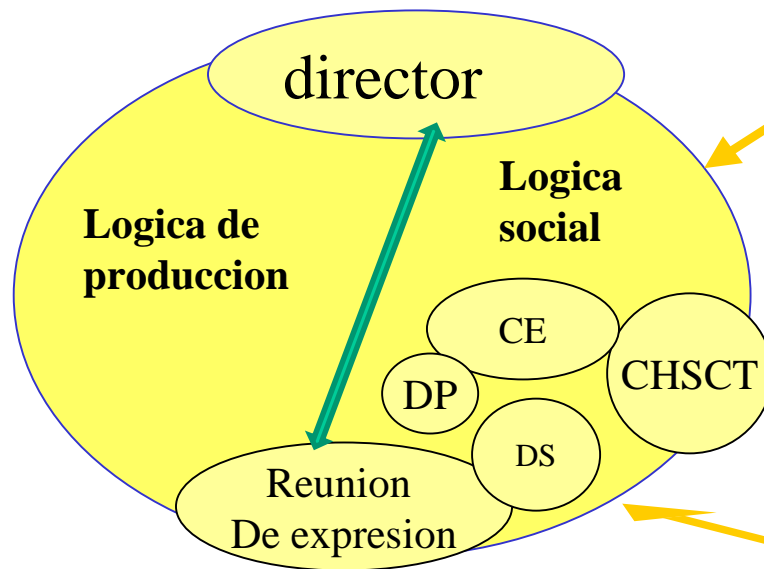 director
Logica
social
Logica de
produccion
CE
CHSCT
DP
DS
Reunion
De expresion